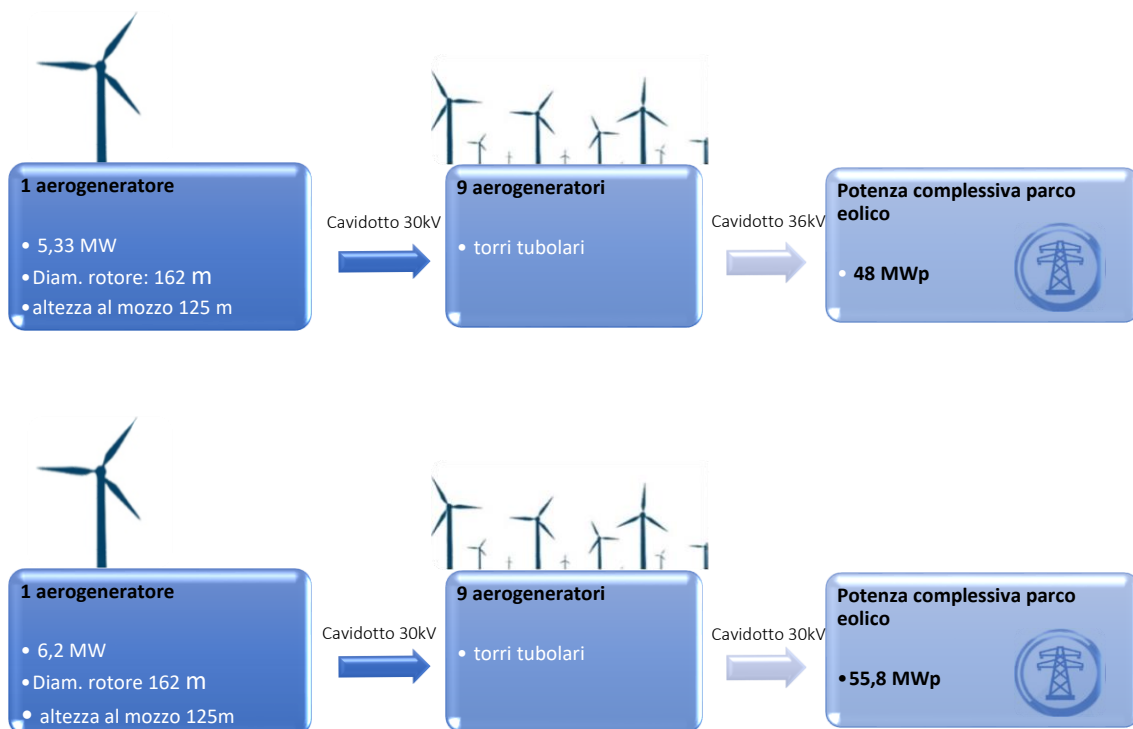 1 aerogeneratore
• 5,33 MW
•Diam. rotore: 162 m
•altezza al mozzo 125 m
Cavidotto 30kV
9 aerogeneratori
• torri tubolari
Cavidotto 36kV
Potenza complessiva parco
eolico
• 48 MWp
1 aerogeneratore
• 6,2 MW
•Diam. rotore 162 m
• altezza al mozzo 125m
Cavidotto 30kV
9 aerogeneratori
• torri tubolari
Cavidotto 30kV
Potenza complessiva parco
eolico
•55,8 MWp